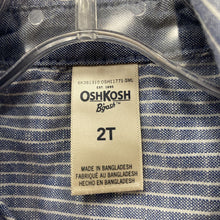 EST. 1895
OSHKOSH
B'gosh
2T
MADE IN BANGLADESH
FABRIQUÉ AU BANGLADESH
HECHO EN BANGLADESH